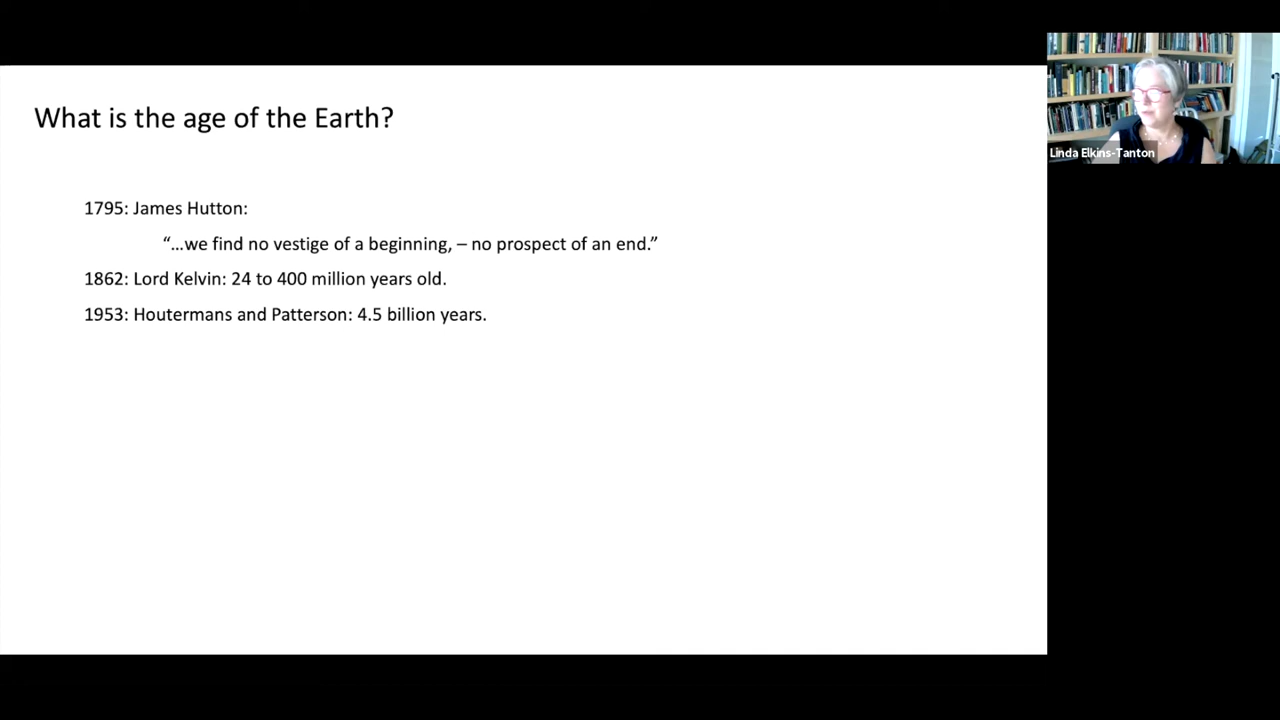 What is the age of the Earth?
1795: James Hutton:
“…we find no vestige of a beginning, – no prospect of an end.”
1862: Lord Kelvin: 24 to 400 million years old.
1953: Houtermans and Patterson: 4.5 billion years.
Linda Elkins-Tanton